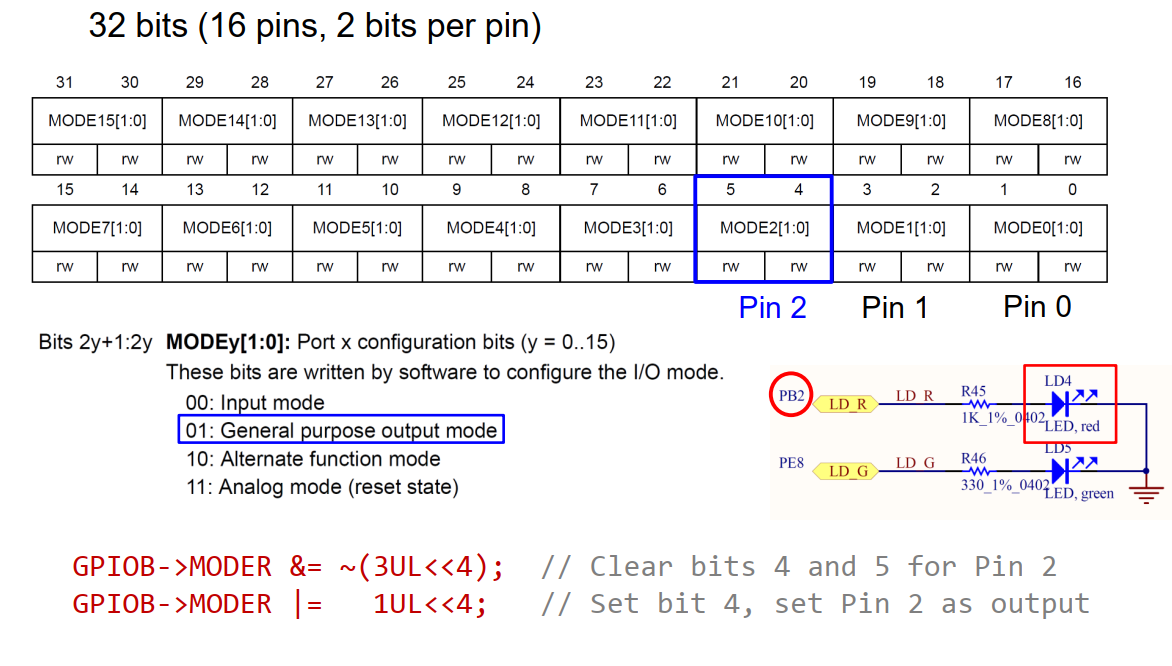 32 bits (16 pins, 2 bits per pin)
31 30 29 28 27 26 25 24 23 22 21 20 19 18 17 16
MODE15[1:0] MODE14[1:0] MODE13[1:0] MODE12[1:0] MODE11[1:0] MODE10[1:0] MODE9[1:0] MODE8[1:0]
rw rw rw rw rw rw rw rw rw rw rw rw rw rw rw rw
15 14 13 12 11 10 9 8 7 6 5 4 3 2 1 0
MODE7[1:0] MODE6[1:0] MODE5[1:0] MODE4[1:0] MODE3[1:0] MODE2[1:0] MODE1[1:0] MODE0[1:0]
rw rw rw rw rw rw rw rw rw rw rw rw rw rw rw rw
Pin 2 Pin 1 Pin 0
Bits 2y+1:2y MODEy[1:0]: Port x configuration bits (y = 0..15)
These bits are written by software to configure the I/O mode.
00: Input mode
01: General purpose output mode
10: Alternate function mode
11: Analog mode (reset state)
PB2 LD_R LD_R R45 LD4
1K_1%_0402 LED, red
PE8 LD_G LD_G R46 LD5
330_1%_0402 LED, green
GPIOB->MODER &= ~(3UL<<4); // Clear bits 4 and 5 for Pin 2
GPIOB->MODER |= 1UL<<4; // Set bit 4, set Pin 2 as output